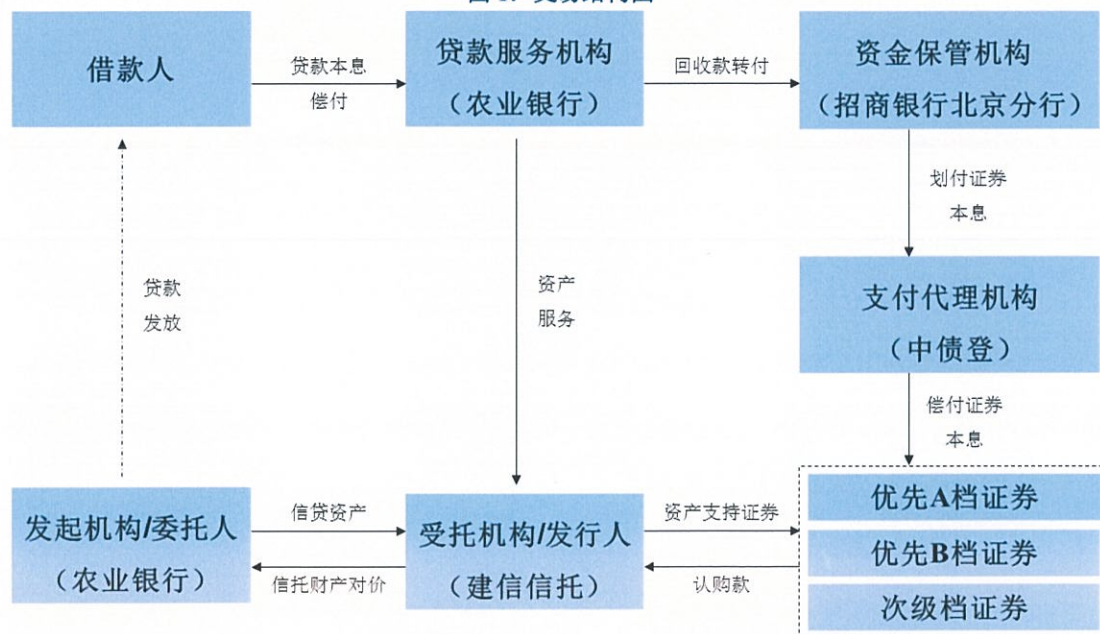 借款人
贷款本息
偿付
贷款服务机构
（农业银行）
回收款转付
资金保管机构
（招商银行北京分行）
划付证券
本息
贷款
发放
资产
服务
支付代理机构
（中债登）
偿付证券
本息
发起机构/委托人
（农业银行）
信贷资产
信托财产对价
受托机构/发行人
（建信信托）
资产支持证券
认购款
优先A档证券
优先B档证券
次级档证券